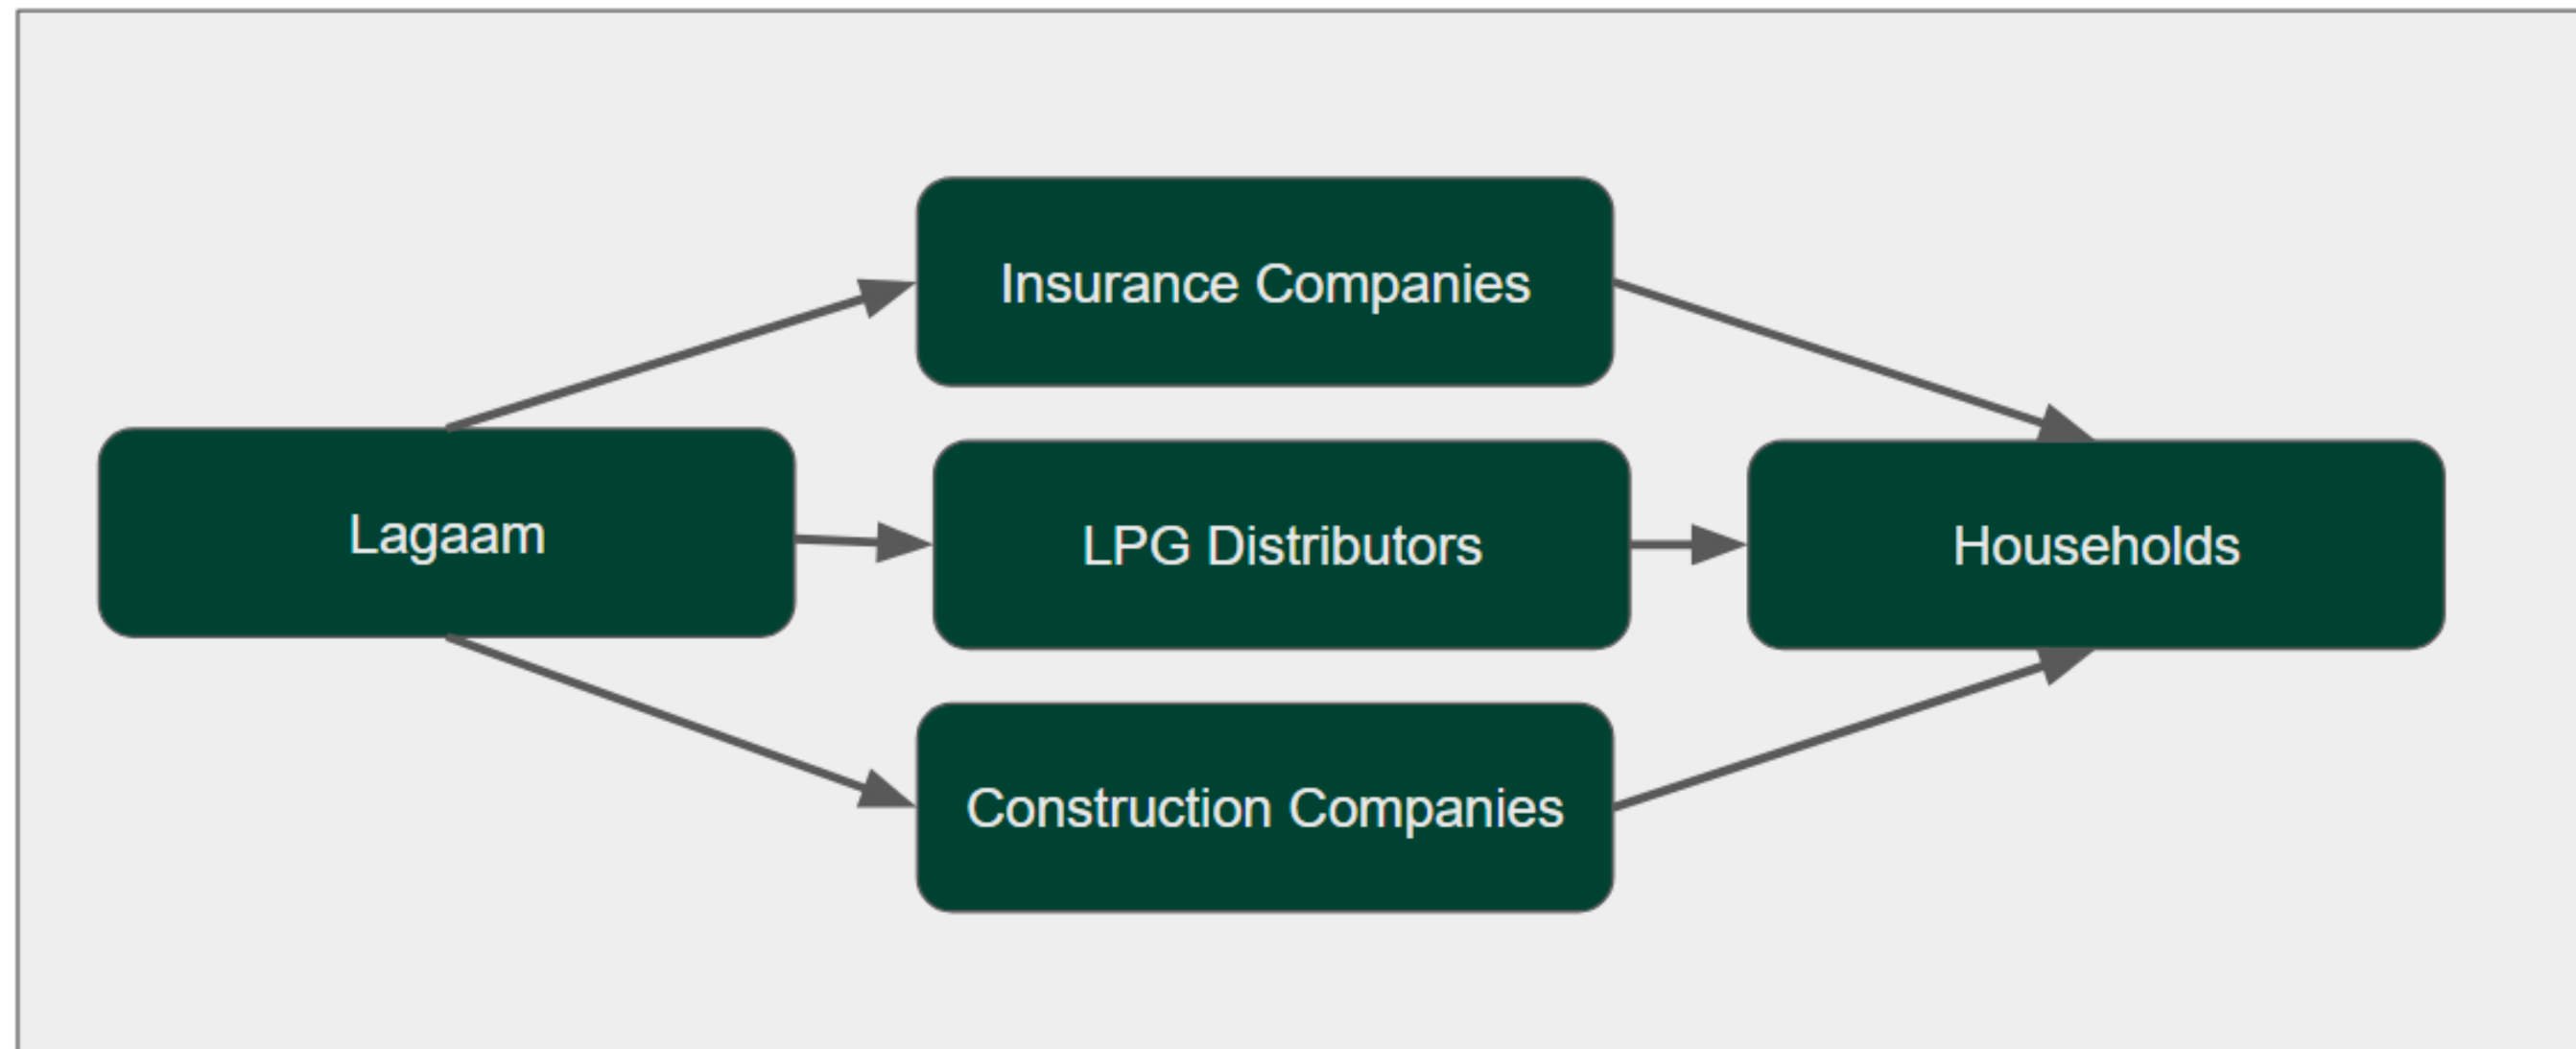 Insurance Companies
Lagaam
LPG Distributors
Households
Construction Companies